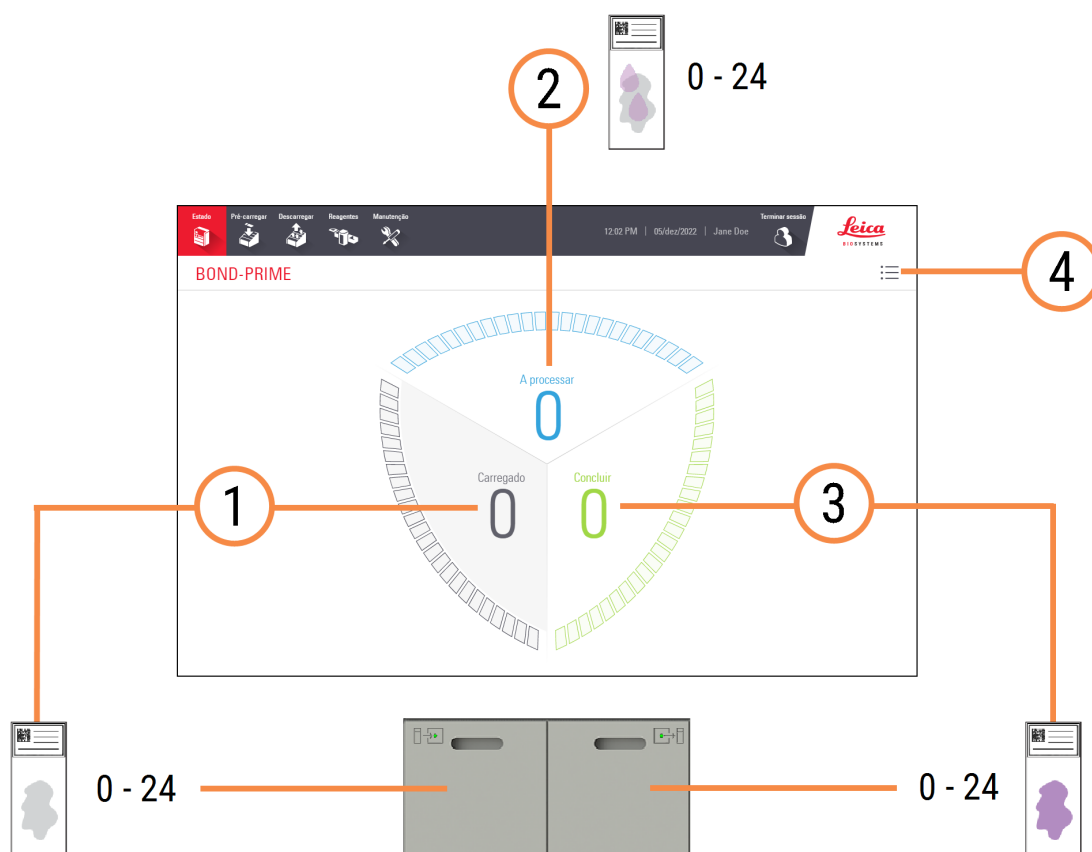 2
0 - 24
Estado
Pré-carregar
Descarregar
Reagentes
Manutenção
12:02 PM | 05/dez/2022 | Jane Doe
Terminar sessão
Leica
BIOSYSTEMS
BOND-PRIME
4
A processar
0
1
Carregado
0
Concluir
0
3
0 - 24
0 - 24